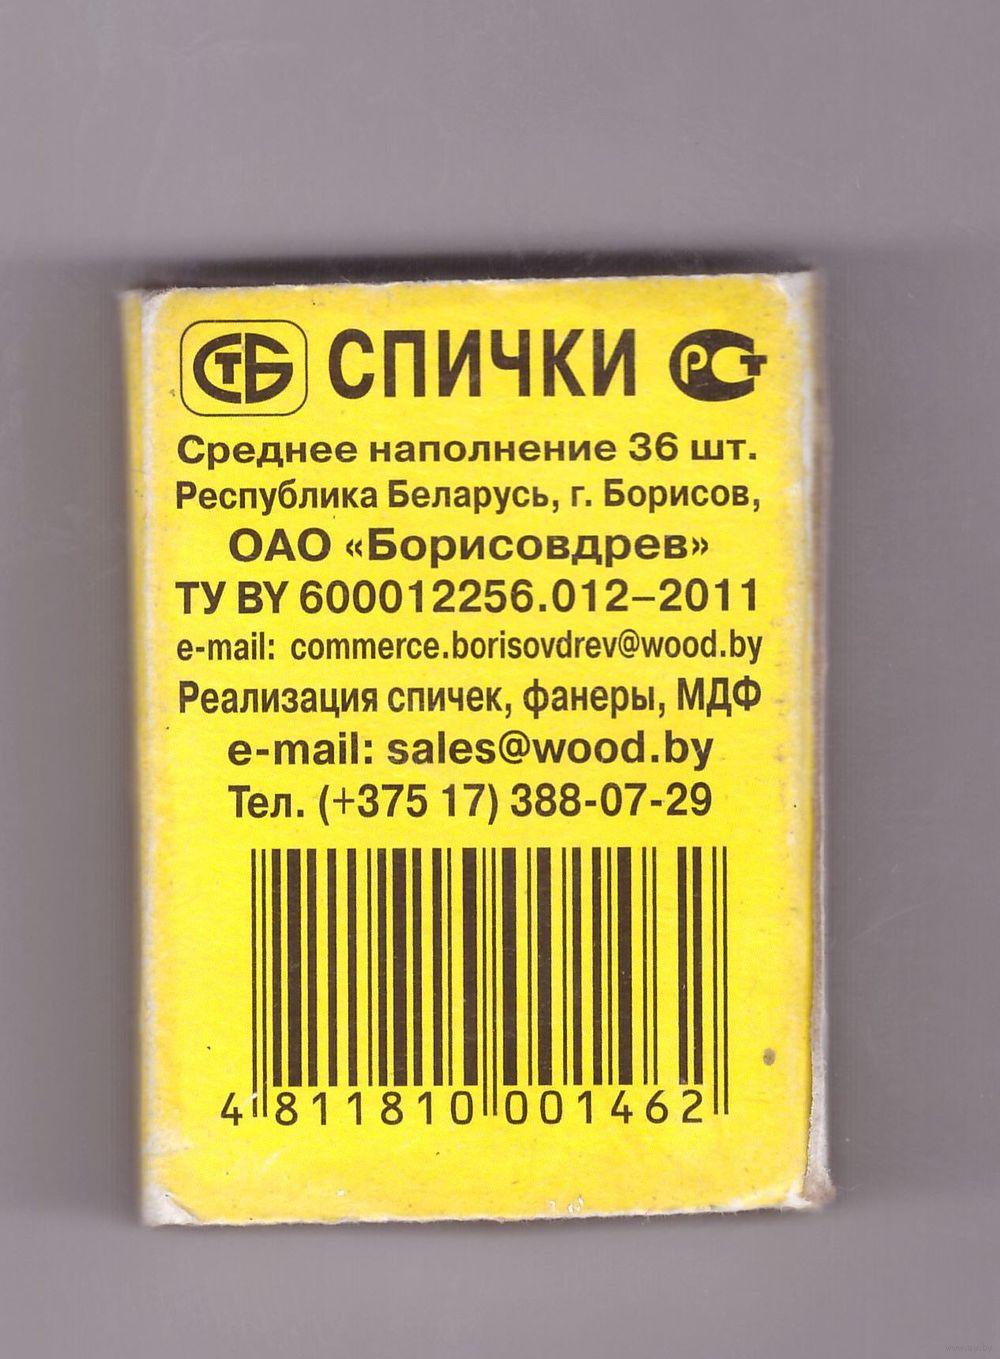 СТБ СПИЧКИ РСТ
Среднее наполнение 36 шт.
Республика Беларусь, г. Борисов,
ОАО «Борисовдрев»
ТУ BY 600012256.012–2011
e-mail: commerce.borisovdrev@wood.by
Реализация спичек, фанеры, МДФ
e-mail: sales@wood.by
Тел. (+375 17) 388-07-29
4 811810 001462